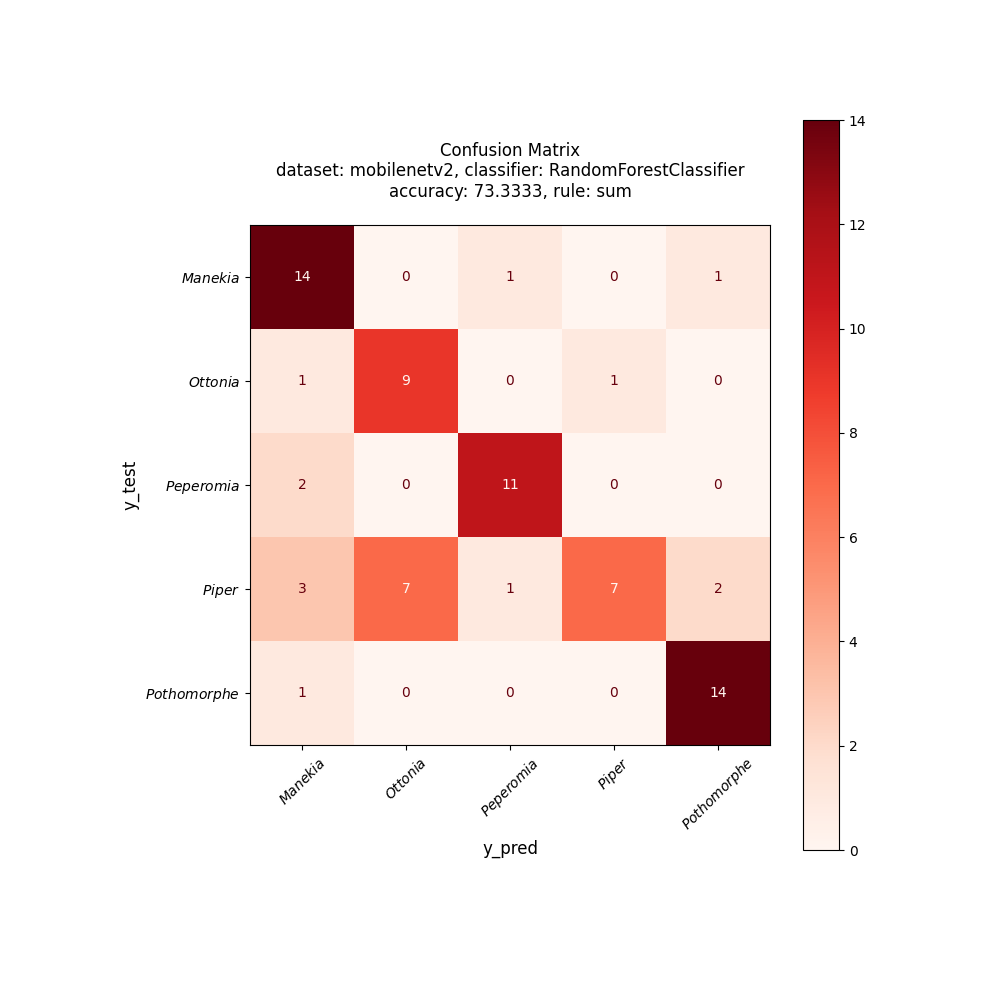 Confusion Matrix
dataset: mobilenetv2, classifier: RandomForestClassifier
accuracy: 73.3333, rule: sum
Manekia 14 0 1 0 1
Ottonia 1 9 0 1 0
Peperomia 2 0 11 0 0
Piper 3 7 1 7 2
Pothomorphe 1 0 0 0 14
y_test
Manekia Ottonia Peperomia Piper Pothomorphe
y_pred
14
12
10
8
6
4
2
0